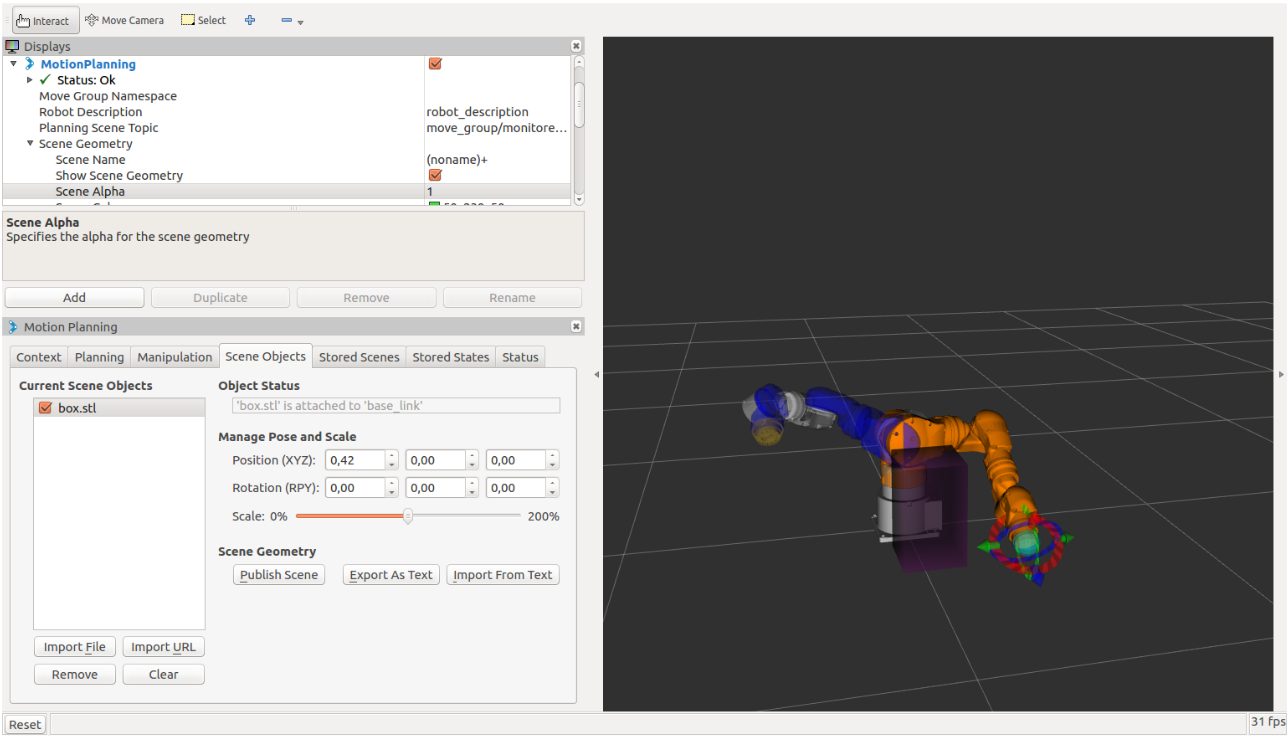 Interact Move Camera Select
Displays
MotionPlanning
Status: Ok
Move Group Namespace
Robot Description robot_description
Planning Scene Topic move_group/monitore...
Scene Geometry
Scene Name (noname)+
Show Scene Geometry
Scene Alpha 1
Scene Alpha
Specifies the alpha for the scene geometry
Add Duplicate Remove Rename
Motion Planning
Context Planning Manipulation Scene Objects Stored Scenes Stored States Status
Current Scene Objects Object Status
box.stl 'box.stl' is attached to 'base_link'
Manage Pose and Scale
Position (XYZ): 0,42 0,00 0,00
Rotation (RPY): 0,00 0,00 0,00
Scale: 0% 200%
Scene Geometry
Publish Scene Export As Text Import From Text
Import File Import URL
Remove Clear
Reset 31 fps